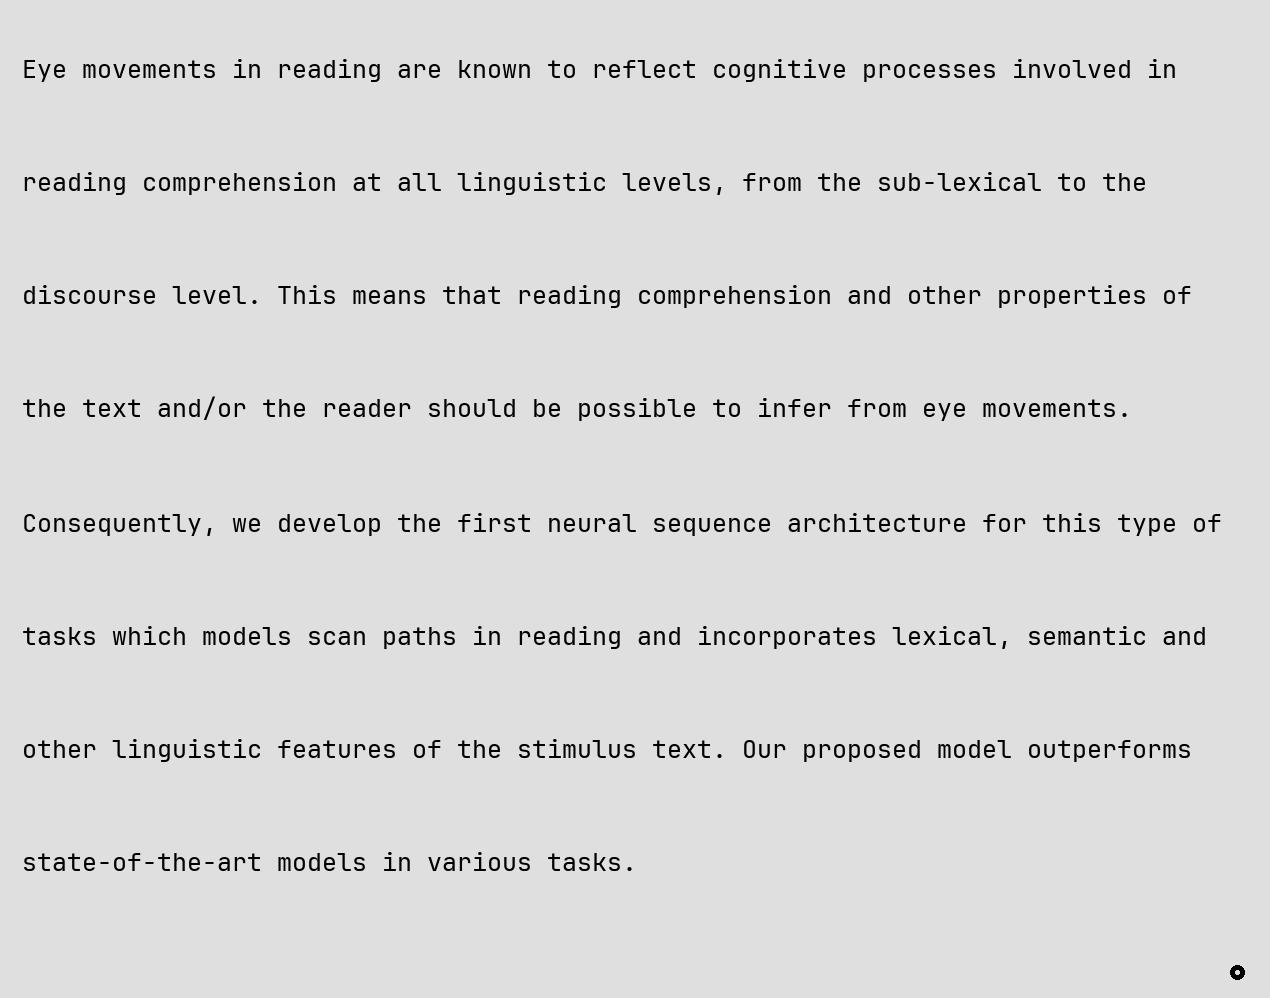 Eye movements in reading are known to reflect cognitive processes involved in
reading comprehension at all linguistic levels, from the sub-lexical to the
discourse level. This means that reading comprehension and other properties of
the text and/or the reader should be possible to infer from eye movements.
Consequently, we develop the first neural sequence architecture for this type of
tasks which models scan paths in reading and incorporates lexical, semantic and
other linguistic features of the stimulus text. Our proposed model outperforms
state-of-the-art models in various tasks.